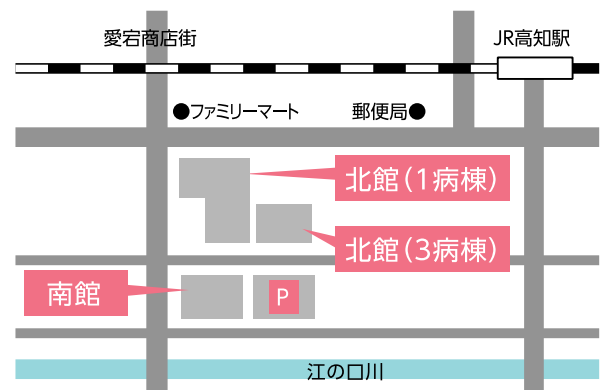 愛宕商店街
JR高知駅
●ファミリーマート
郵便局●
北館（1病棟）
北館（3病棟）
南館
P
江の口川